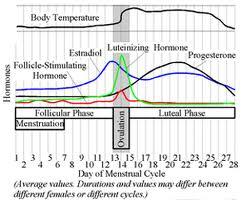 Body Temperature
Estradiol
Luteinizing Hormone
Follicle-Stimulating
Hormone
Progesterone
Hormones
Follicular Phase
Luteal Phase
Menstruation
Ovulation
1 2 3 4 5 6 7 8 9 10 11 12 13 14 15 16 17 18 19 20 21 22 23 24 25 26 27 28
Day of Menstrual Cycle
(Average values. Durations and values may differ between
different females or different cycles.)